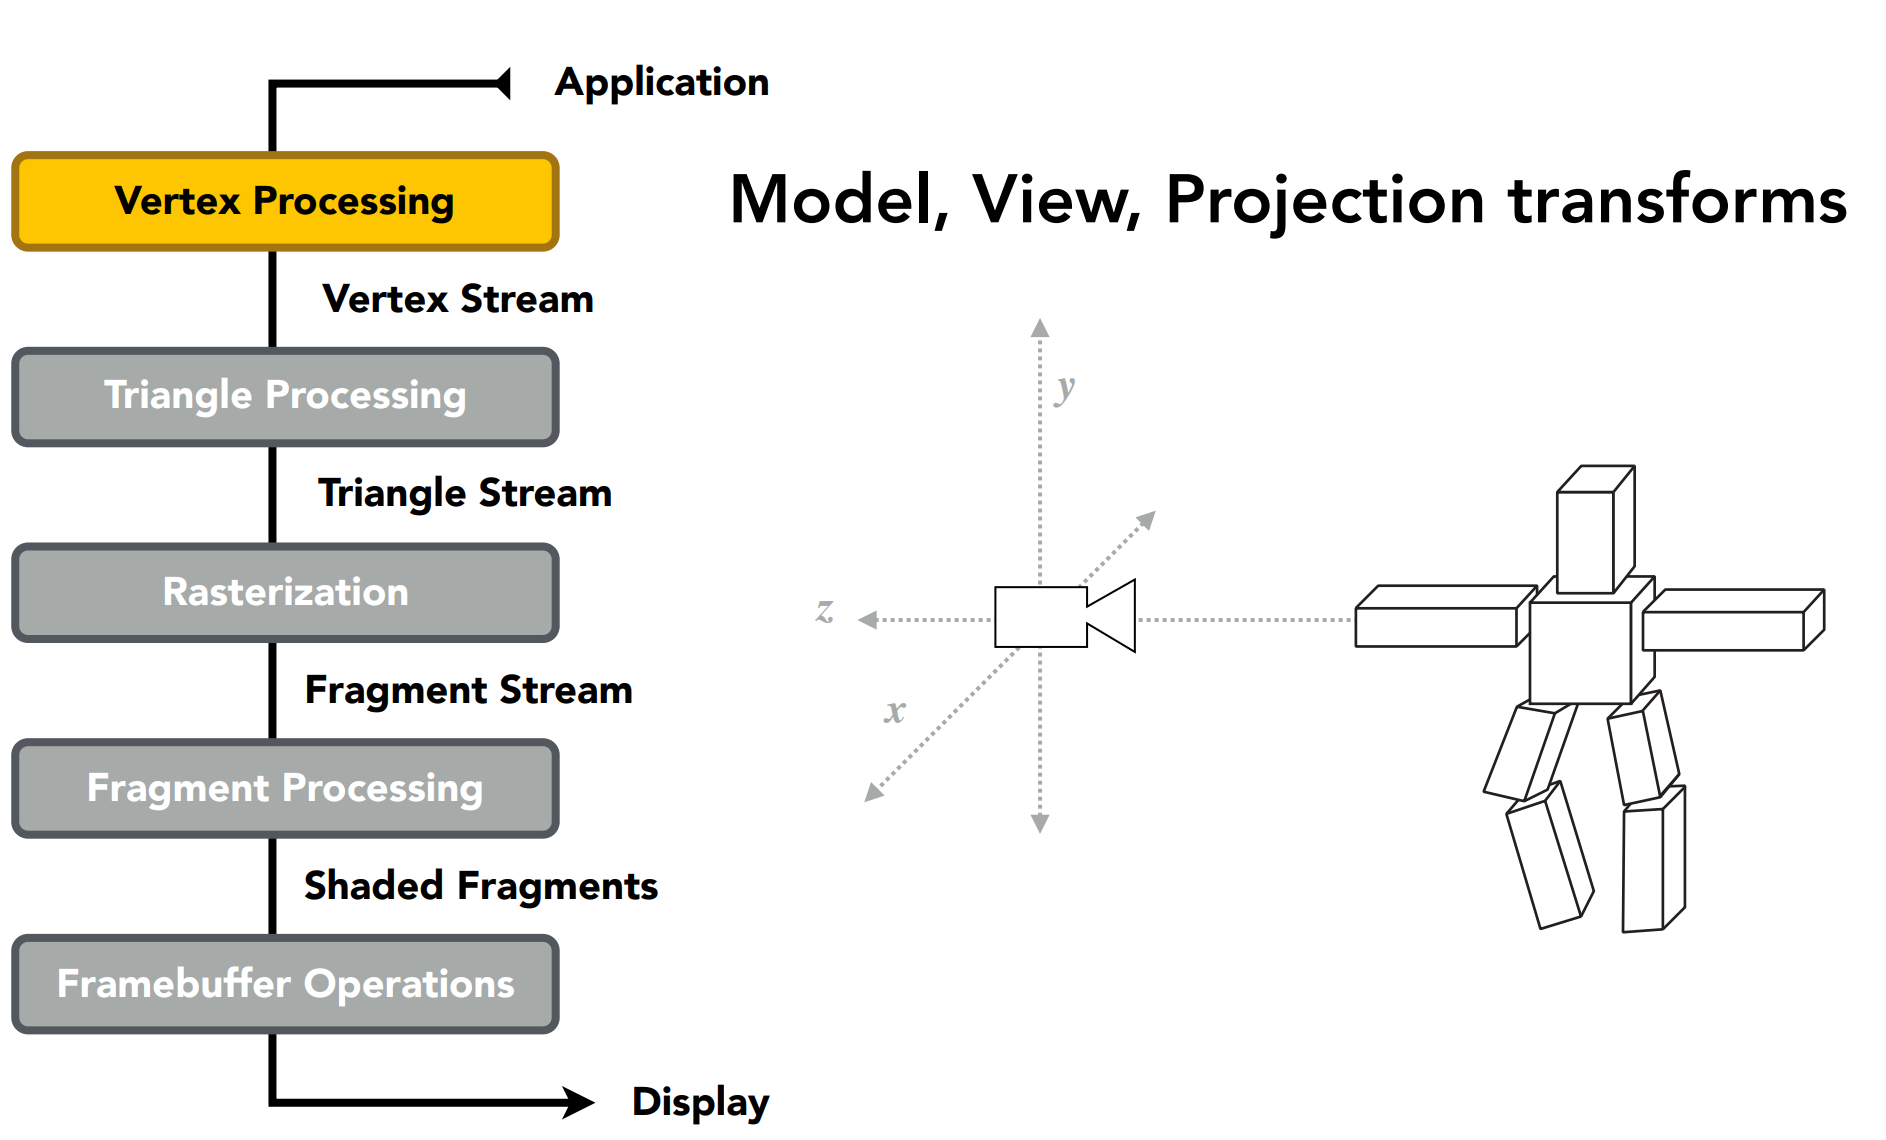 Application
Vertex Processing
Model, View, Projection transforms
Vertex Stream
Triangle Processing
Triangle Stream
Rasterization
Fragment Stream
Fragment Processing
Shaded Fragments
Framebuffer Operations
Display
y
z
x